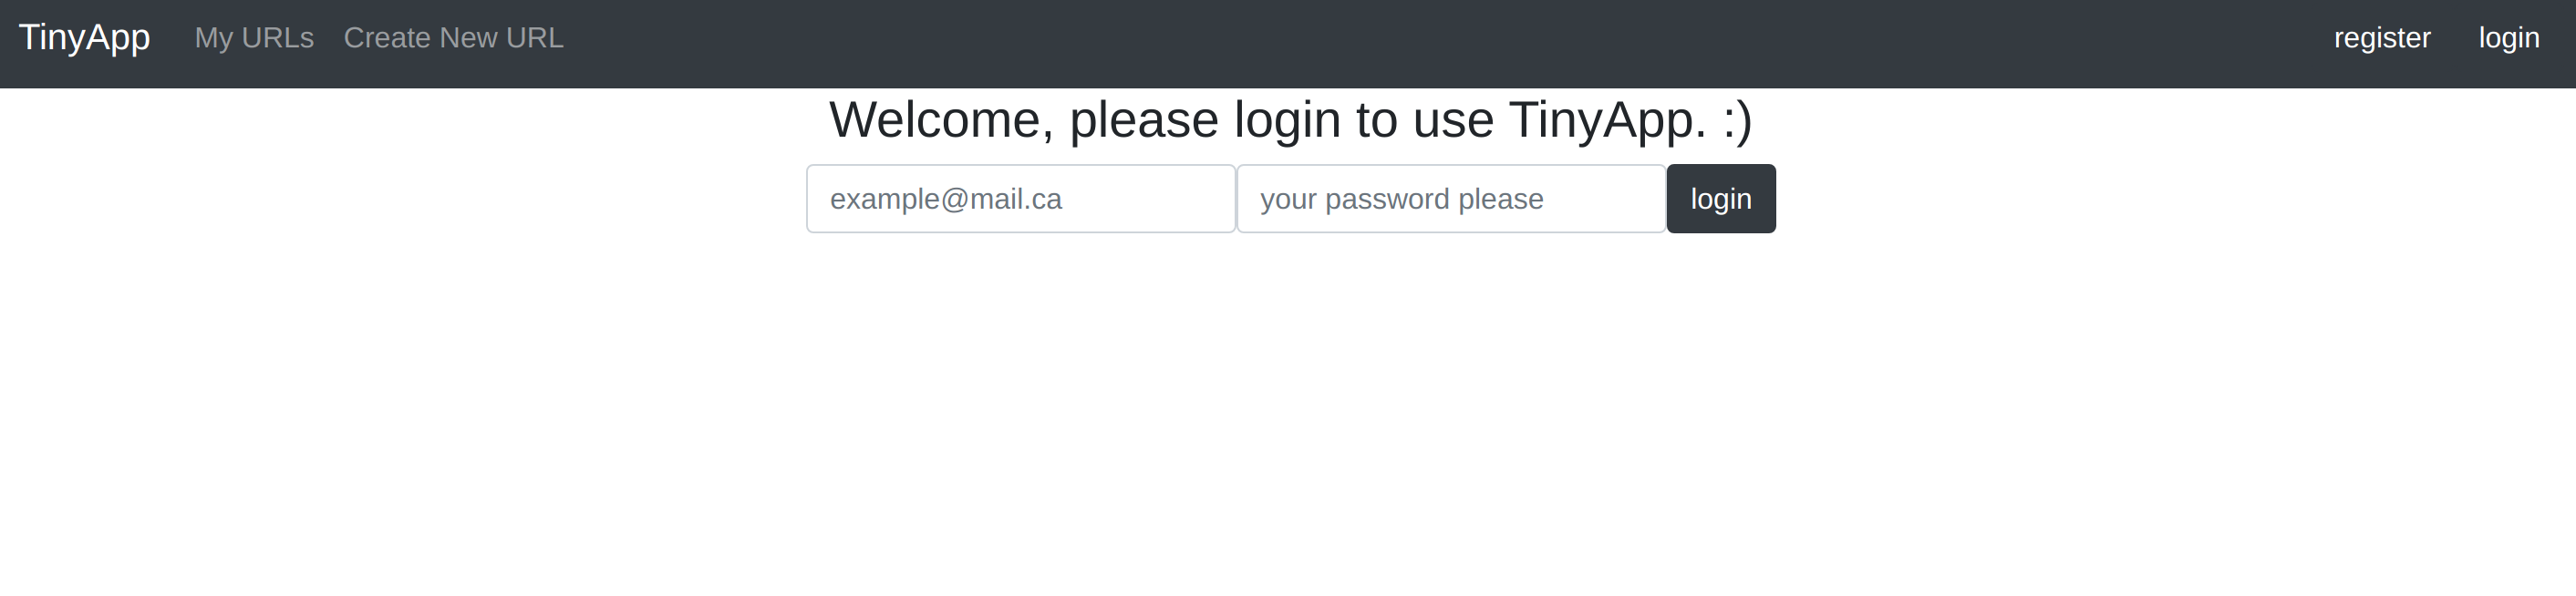 TinyApp My URLs Create New URL register login
Welcome, please login to use TinyApp. :)
example@mail.ca your password please login